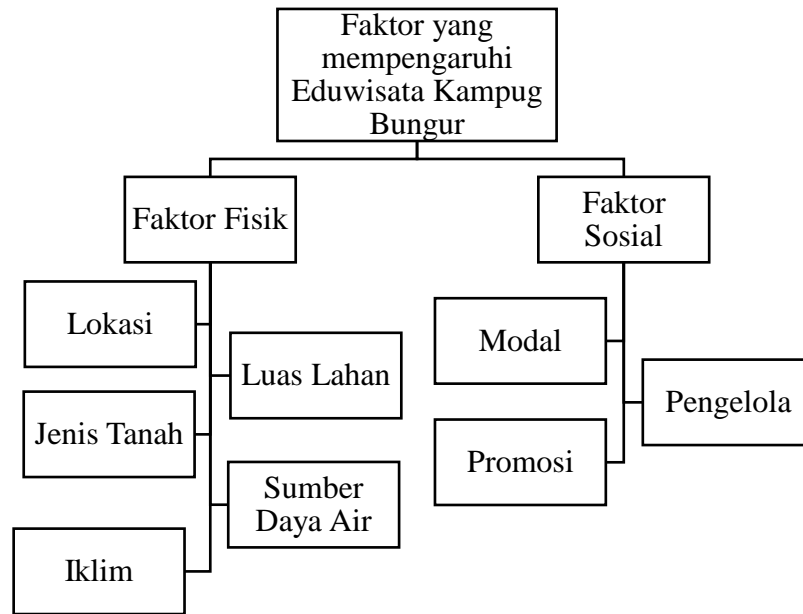 Faktor yang
mempengaruhi
Eduwisata Kampug
Bungur
Faktor Fisik
Faktor
Sosial
Lokasi
Luas Lahan
Jenis Tanah
Sumber
Daya Air
Iklim
Modal
Pengelola
Promosi